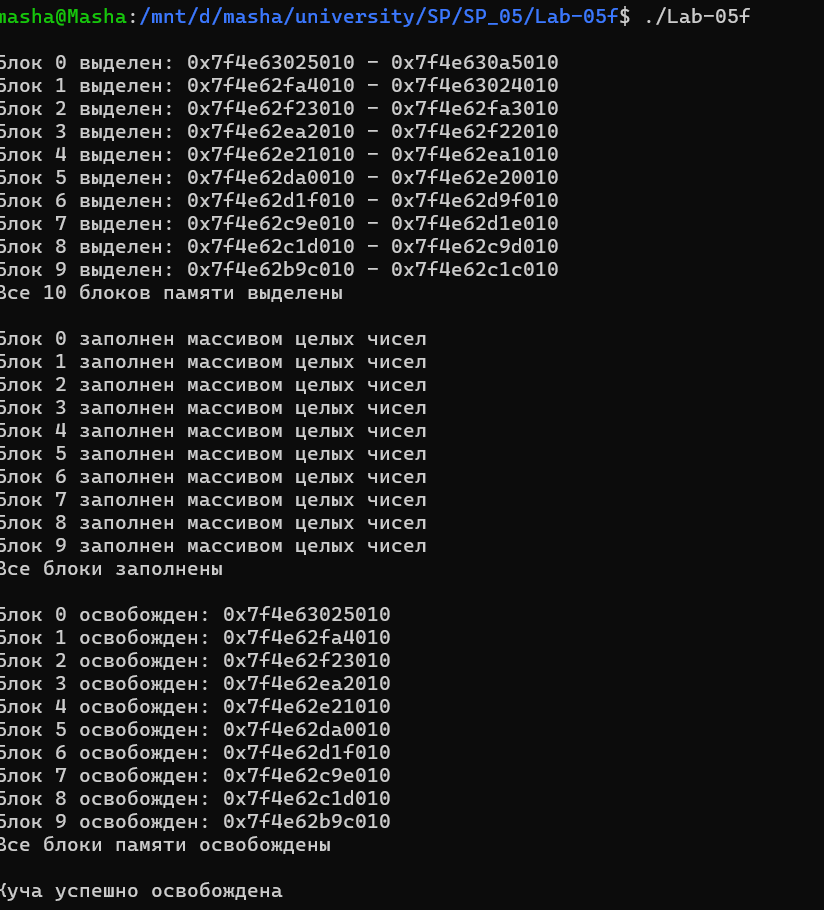 masha@Masha:/mnt/d/masha/university/SP/SP_05/Lab-05f$ ./Lab-05f
Блок 0 выделен: 0x7f4e63025010 - 0x7f4e630a5010
Блок 1 выделен: 0x7f4e62fa4010 - 0x7f4e63024010
Блок 2 выделен: 0x7f4e62f23010 - 0x7f4e62fa3010
Блок 3 выделен: 0x7f4e62ea2010 - 0x7f4e62f22010
Блок 4 выделен: 0x7f4e62e21010 - 0x7f4e62ea1010
Блок 5 выделен: 0x7f4e62da0010 - 0x7f4e62e20010
Блок 6 выделен: 0x7f4e62d1f010 - 0x7f4e62d9f010
Блок 7 выделен: 0x7f4e62c9e010 - 0x7f4e62d1e010
Блок 8 выделен: 0x7f4e62c1d010 - 0x7f4e62c9d010
Блок 9 выделен: 0x7f4e62b9c010 - 0x7f4e62c1c010
Все 10 блоков памяти выделены
Блок 0 заполнен массивом целых чисел
Блок 1 заполнен массивом целых чисел
Блок 2 заполнен массивом целых чисел
Блок 3 заполнен массивом целых чисел
Блок 4 заполнен массивом целых чисел
Блок 5 заполнен массивом целых чисел
Блок 6 заполнен массивом целых чисел
Блок 7 заполнен массивом целых чисел
Блок 8 заполнен массивом целых чисел
Блок 9 заполнен массивом целых чисел
Все блоки заполнены
Блок 0 освобожден: 0x7f4e63025010
Блок 1 освобожден: 0x7f4e62fa4010
Блок 2 освобожден: 0x7f4e62f23010
Блок 3 освобожден: 0x7f4e62ea2010
Блок 4 освобожден: 0x7f4e62e21010
Блок 5 освобожден: 0x7f4e62da0010
Блок 6 освобожден: 0x7f4e62d1f010
Блок 7 освобожден: 0x7f4e62c9e010
Блок 8 освобожден: 0x7f4e62c1d010
Блок 9 освобожден: 0x7f4e62b9c010
Все блоки памяти освобождены
Куча успешно освобождена